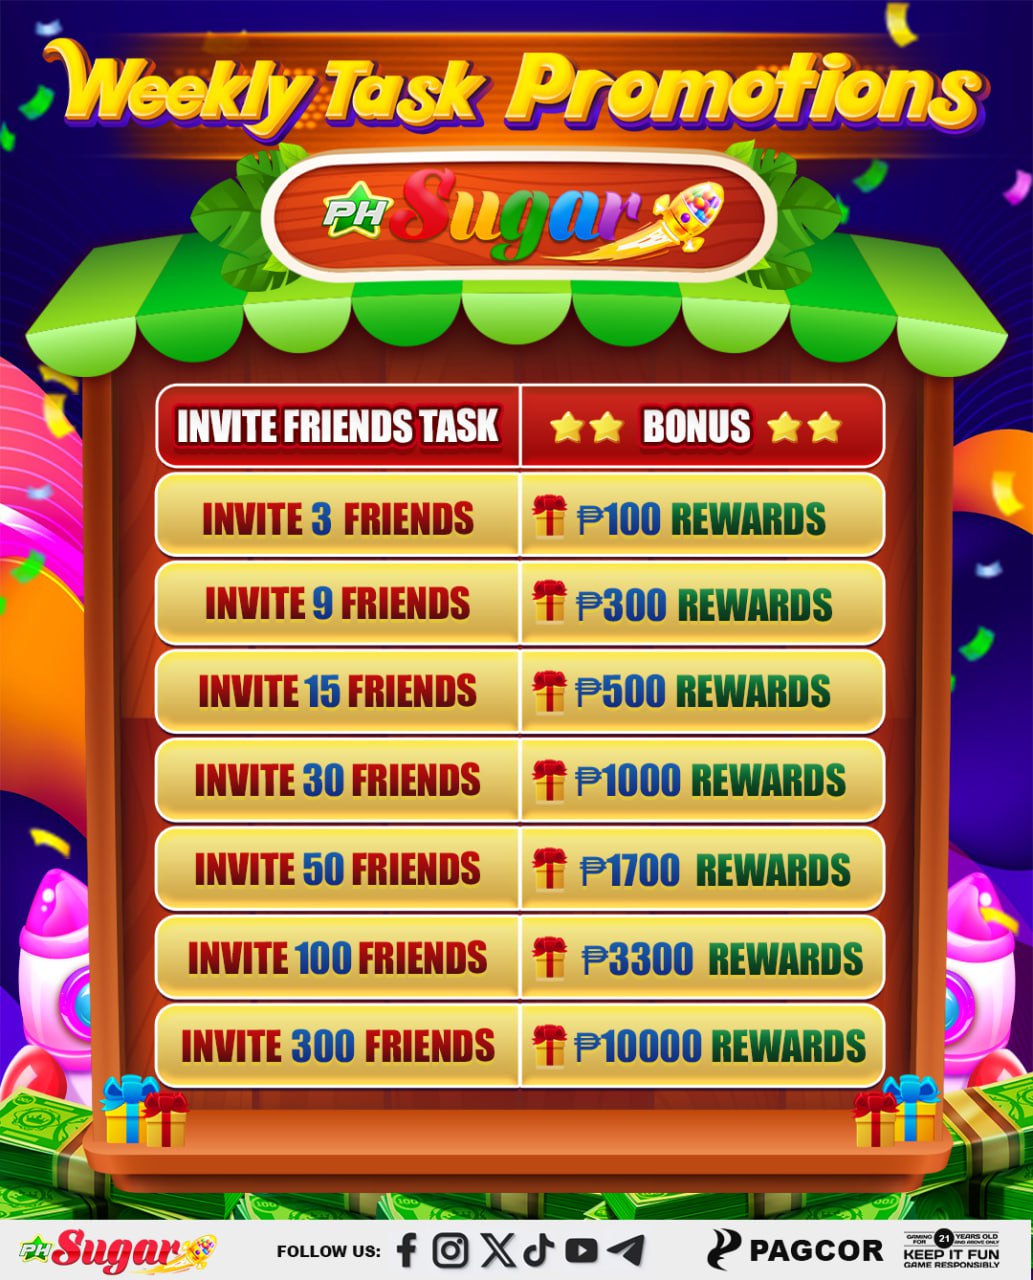 Weekly Task Promotions
PH Sugar
INVITE FRIENDS TASK BONUS
INVITE 3 FRIENDS ₱100 REWARDS
INVITE 9 FRIENDS ₱300 REWARDS
INVITE 15 FRIENDS ₱500 REWARDS
INVITE 30 FRIENDS ₱1000 REWARDS
INVITE 50 FRIENDS ₱1700 REWARDS
INVITE 100 FRIENDS ₱3300 REWARDS
INVITE 300 FRIENDS ₱10000 REWARDS
PH Sugar
FOLLOW US:
PAGCOR
GAMING FOR 21 YEARS OLD AND ABOVE ONLY
KEEP IT FUN
GAME RESPONSIBLY